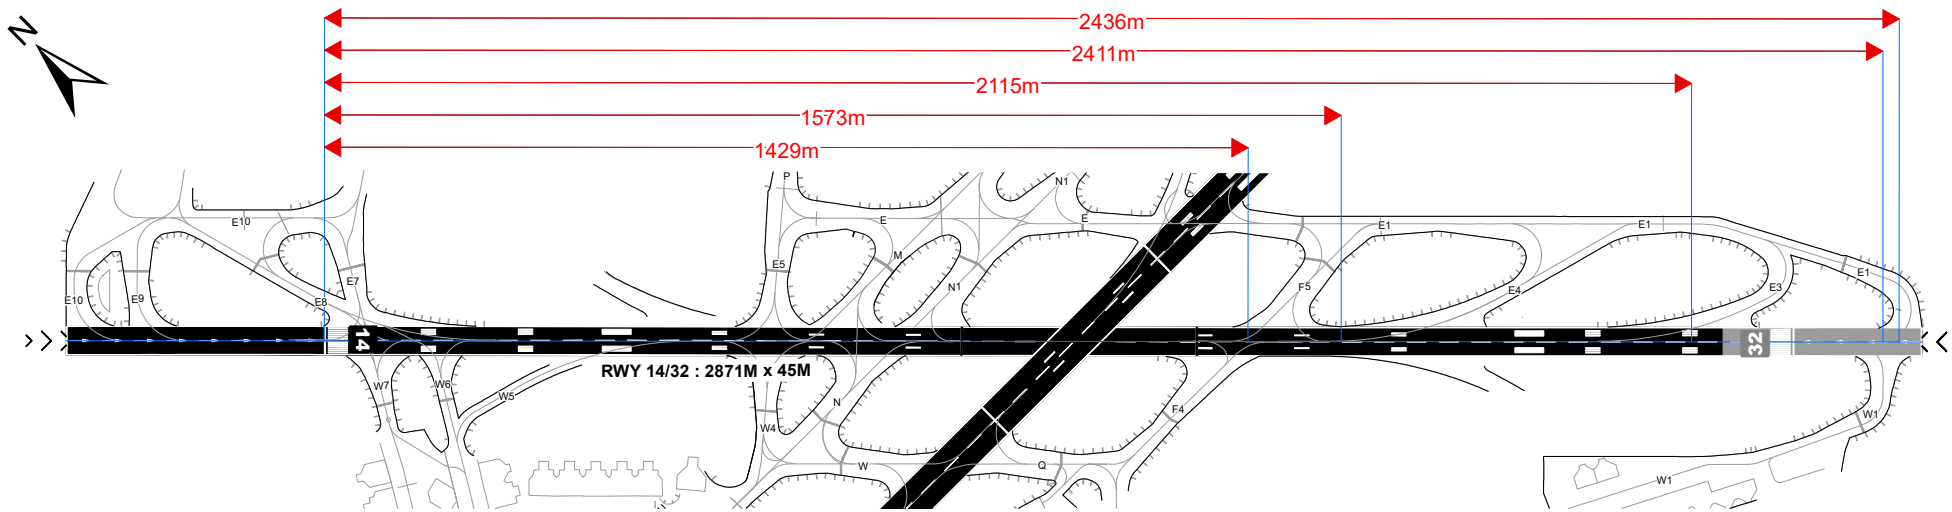 N
2436m
2411m
2115m
1573m
1429m
P
N1
E10
E
E
E1
E1
M
E5
E7
E1
E10
E9
E8
N1
F5
E4
E3
14
32
RWY 14/32 : 2871M x 45M
W7
W6
W5
N
F4
W4
W1
W
Q
W1